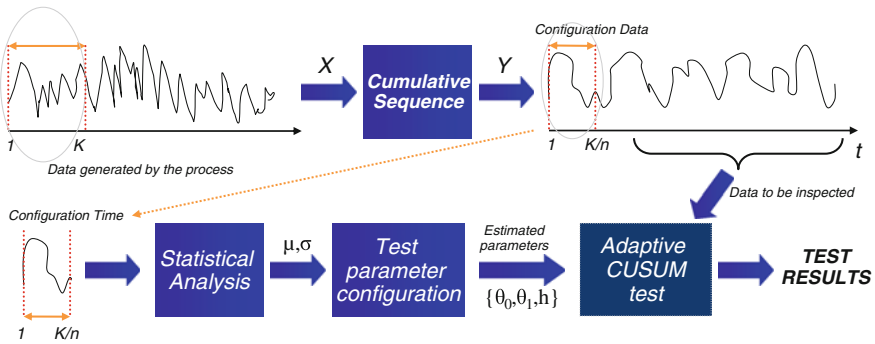 Configuration Data
X
Cumulative
Sequence
Y
1
K
1
K/n
t
Data generated by the process
Data to be inspected
Configuration Time
Statistical
Analysis
μ,σ
Test
parameter
configuration
Estimated
parameters
{θ₀,θ₁,h}
Adaptive
CUSUM
test
TEST
RESULTS
1
K/n